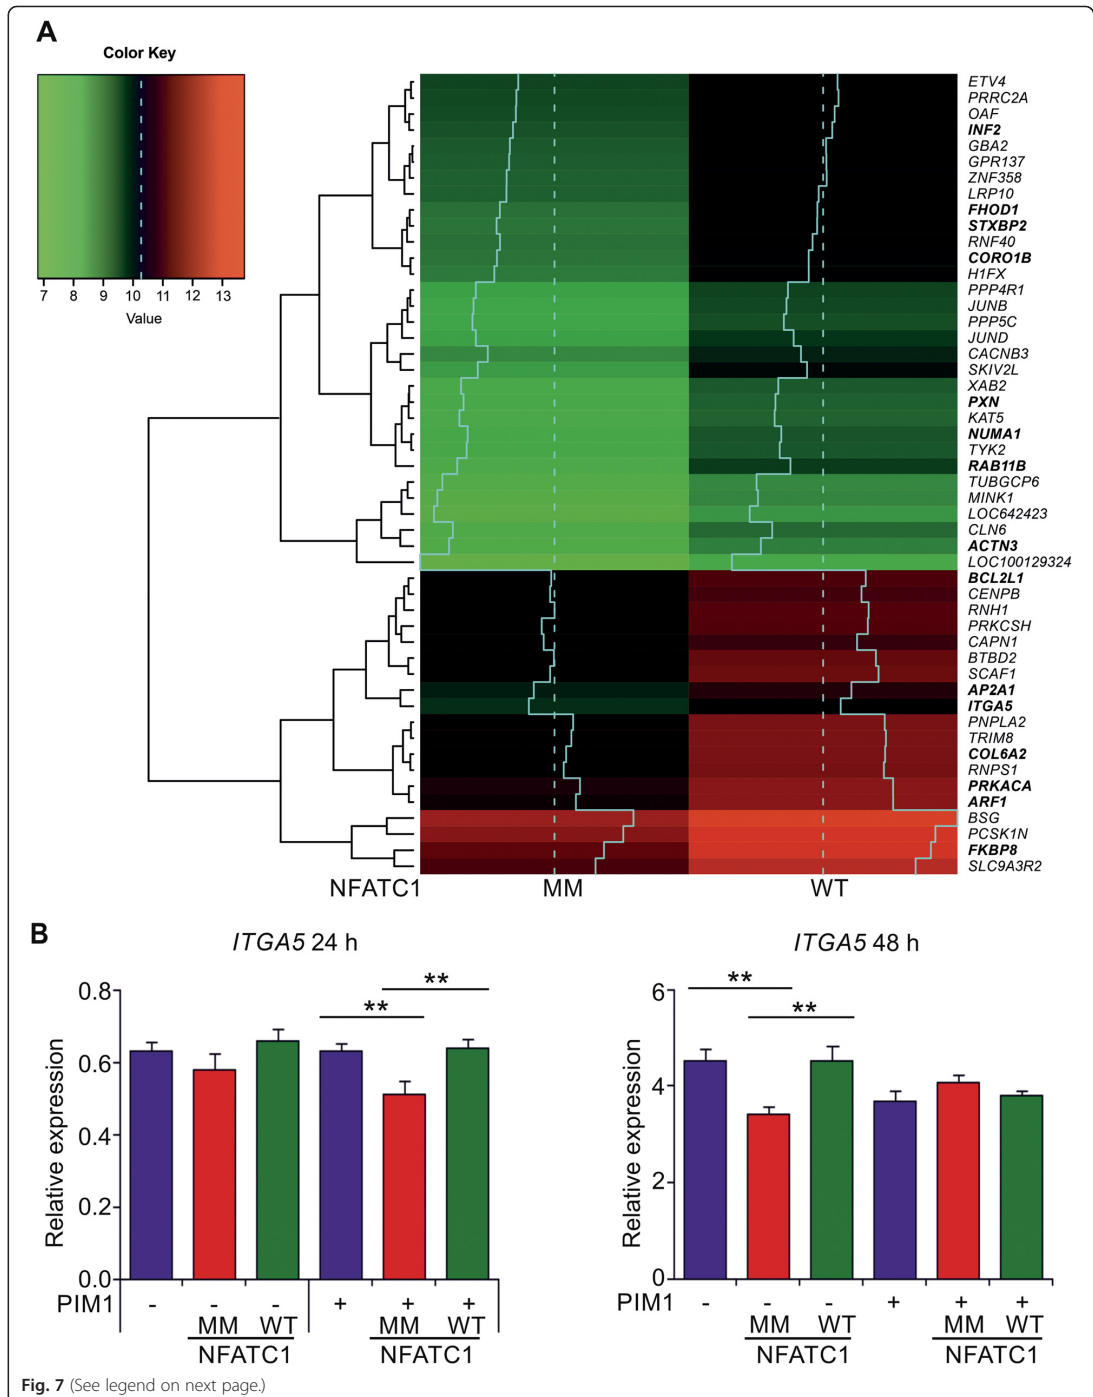 A
Color Key
7 8 9 10 11 12 13
Value
ETV4
PRRC2A
OAF
INF2
GBA2
GPR137
ZNF358
LRP10
FHOD1
STXBP2
RNF40
CORO1B
H1FX
PPP4R1
JUNB
PPP5C
JUND
CACNB3
SKIV2L
XAB2
PXN
KAT5
NUMA1
TYK2
RAB11B
TUBGCP6
MINK1
LOC642423
CLN6
ACTN3
LOC100129324
BCL2L1
CENPB
RNH1
PRKCSH
CAPN1
BTBD2
SCAF1
AP2A1
ITGA5
PNPLA2
TRIM8
COL6A2
RNPS1
PRKACA
ARF1
BSG
PCSK1N
FKBP8
SLC9A3R2
NFATC1 MM WT
B
ITGA5 24 h
**
**
0.8
0.6
0.4
0.2
0.0
Relative expression
PIM1 - - - + + +
MM WT MM WT
NFATC1 NFATC1
ITGA5 48 h
**
**
6
4
2
0
Relative expression
PIM1 - - - + + +
MM WT MM WT
NFATC1 NFATC1
Fig. 7 (See legend on next page.)